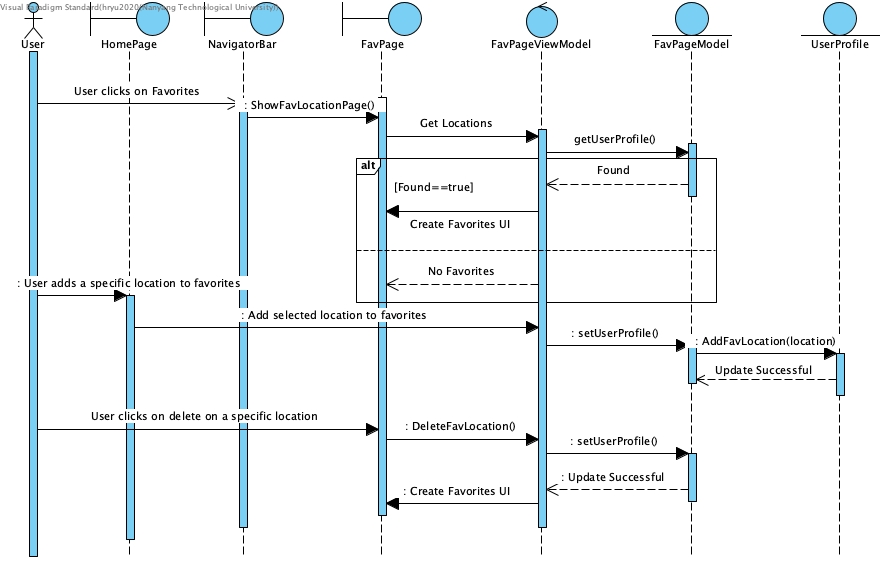 Visual Paradigm Standard(hryu2020(Nanyang Technological University))
User
HomePage
NavigatorBar
FavPage
FavPageViewModel
FavPageModel
UserProfile
User clicks on Favorites
: ShowFavLocationPage()
Get Locations
getUserProfile()
alt
Found
[Found==true]
Create Favorites UI
No Favorites
: User adds a specific location to favorites
: Add selected location to favorites
: setUserProfile()
: AddFavLocation(location)
Update Successful
User clicks on delete on a specific location
: DeleteFavLocation()
: setUserProfile()
: Update Successful
: Create Favorites UI